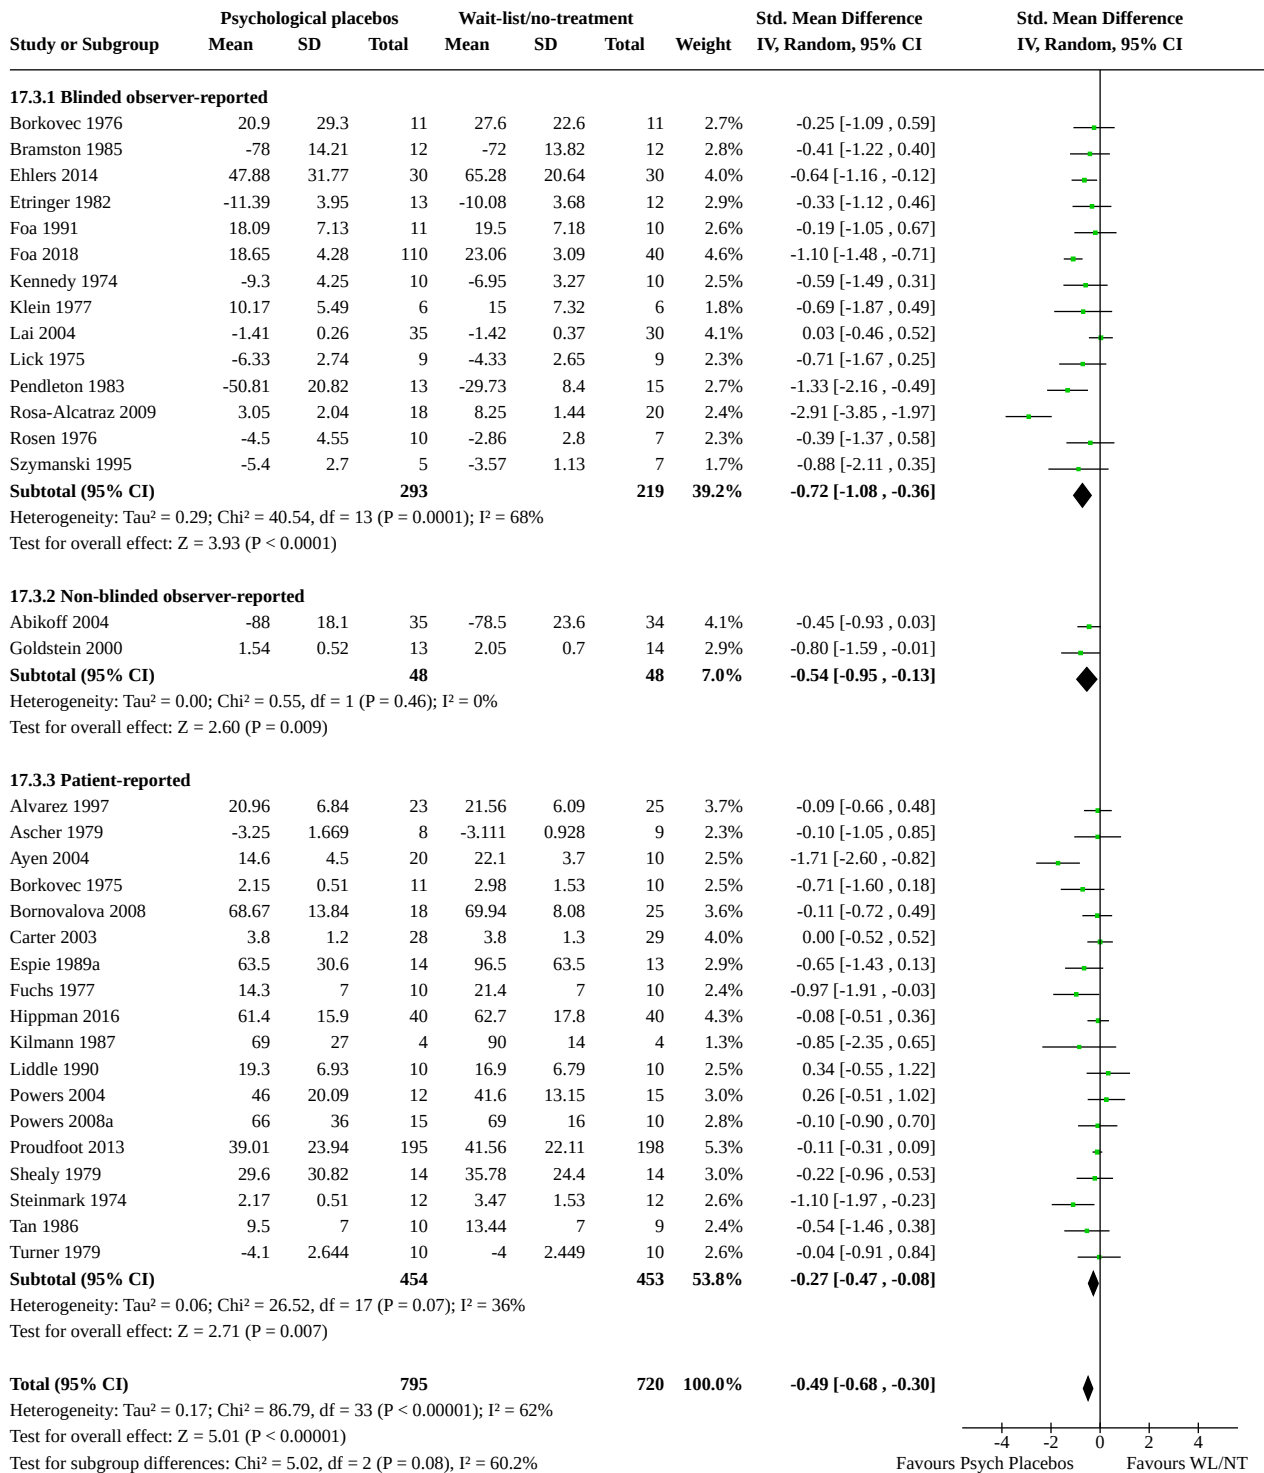 Psychological placebos Wait-list/no-treatment Std. Mean Difference Std. Mean Difference
Study or Subgroup Mean SD Total Mean SD Total Weight IV, Random, 95% CI IV, Random, 95% CI
17.3.1 Blinded observer-reported
Borkovec 1976 20.9 29.3 11 27.6 22.6 11 2.7% -0.25 [-1.09 , 0.59]
Bramston 1985 -78 14.21 12 -72 13.82 12 2.8% -0.41 [-1.22 , 0.40]
Ehlers 2014 47.88 31.77 30 65.28 20.64 30 4.0% -0.64 [-1.16 , -0.12]
Etringer 1982 -11.39 3.95 13 -10.08 3.68 12 2.9% -0.33 [-1.12 , 0.46]
Foa 1991 18.09 7.13 11 19.5 7.18 10 2.6% -0.19 [-1.05 , 0.67]
Foa 2018 18.65 4.28 110 23.06 3.09 40 4.6% -1.10 [-1.48 , -0.71]
Kennedy 1974 -9.3 4.25 10 -6.95 3.27 10 2.4% -0.59 [-1.49 , 0.31]
Klein 1977 10.17 5.49 6 15 7.32 6 1.8% -0.69 [-1.87 , 0.49]
Lai 2004 -1.41 0.26 35 -1.42 0.37 30 4.1% 0.03 [-0.46 , 0.52]
Lick 1975 -6.33 2.74 9 -4.33 2.65 9 2.3% -0.71 [-1.67 , 0.25]
Pendleton 1983 -50.81 20.82 13 -29.73 8.4 15 2.7% -1.33 [-2.16 , -0.49]
Rosa-Alcatraz 2009 3.05 2.04 18 8.25 1.44 20 2.4% -2.91 [-3.85 , -1.97]
Rosen 1976 -4.5 4.55 10 -2.86 2.8 7 2.3% -0.39 [-1.37 , 0.58]
Szymanski 1995 -5.4 2.7 5 -3.57 1.13 7 1.7% -0.88 [-2.11 , 0.35]
Subtotal (95% CI) 293 219 39.2% -0.72 [-1.08 , -0.36]
Heterogeneity: Tau² = 0.29; Chi² = 40.54, df = 13 (P = 0.0001); I² = 68%
Test for overall effect: Z = 3.93 (P < 0.0001)
17.3.2 Non-blinded observer-reported
Abikoff 2004 -88 18.1 35 -78.5 23.6 34 4.1% -0.45 [-0.93 , 0.03]
Goldstein 2000 1.54 0.52 13 2.05 0.7 14 2.9% -0.80 [-1.59 , -0.01]
Subtotal (95% CI) 48 48 7.0% -0.54 [-0.95 , -0.13]
Heterogeneity: Tau² = 0.00; Chi² = 0.55, df = 1 (P = 0.46); I² = 0%
Test for overall effect: Z = 2.60 (P = 0.009)
17.3.3 Patient-reported
Alvarez 1997 20.96 6.84 23 21.56 6.09 25 3.7% -0.09 [-0.66 , 0.48]
Ascher 1979 -3.25 1.669 8 -3.111 0.928 9 2.3% -0.10 [-1.05 , 0.85]
Ayen 2004 14.6 4.5 20 22.1 3.7 10 2.5% -1.71 [-2.60 , -0.82]
Borkovec 1975 2.15 0.51 11 2.98 1.53 10 2.5% -0.71 [-1.60 , 0.18]
Bornovalova 2008 68.67 13.84 18 69.94 8.08 25 3.6% -0.11 [-0.72 , 0.49]
Carter 2003 3.8 1.2 28 3.8 1.3 29 4.0% 0.00 [-0.52 , 0.52]
Espie 1989a 63.5 30.6 14 96.5 63.5 13 2.9% -0.65 [-1.43 , 0.13]
Fuchs 1977 14.3 7 10 21.4 7 10 2.4% -0.97 [-1.91 , -0.03]
Hippman 2016 61.4 15.9 40 62.7 17.8 40 4.3% -0.08 [-0.51 , 0.36]
Kilmann 1987 69 27 4 90 14 4 1.3% -0.85 [-2.35 , 0.65]
Liddle 1990 19.3 6.93 10 16.9 6.79 10 2.5% 0.34 [-0.55 , 1.22]
Powers 2004 46 20.09 12 41.6 13.15 15 3.0% 0.26 [-0.51 , 1.02]
Powers 2008a 66 36 15 69 16 10 2.8% -0.10 [-0.90 , 0.70]
Proudfoot 2013 39.01 23.94 195 41.56 22.11 198 5.3% -0.11 [-0.31 , 0.09]
Shealy 1979 29.6 30.82 14 35.78 24.4 14 3.0% -0.22 [-0.96 , 0.53]
Steinmark 1974 2.17 0.51 12 3.47 1.53 12 2.6% -1.10 [-1.97 , -0.23]
Tan 1986 9.5 7 10 13.44 7 9 2.4% -0.54 [-1.46 , 0.38]
Turner 1979 -4.1 2.644 10 -4 2.449 10 2.6% -0.04 [-0.91 , 0.84]
Subtotal (95% CI) 454 453 53.8% -0.27 [-0.47 , -0.08]
Heterogeneity: Tau² = 0.06; Chi² = 26.52, df = 17 (P = 0.07); I² = 36%
Test for overall effect: Z = 2.71 (P = 0.007)
Total (95% CI) 795 720 100.0% -0.49 [-0.68 , -0.30]
Heterogeneity: Tau² = 0.17; Chi² = 86.79, df = 33 (P < 0.00001); I² = 62%
Test for overall effect: Z = 5.01 (P < 0.00001)
-4 -2 0 2 4
Test for subgroup differences: Chi² = 5.02, df = 2 (P = 0.08), I² = 60.2%
Favours Psych Placebos Favours WL/NT